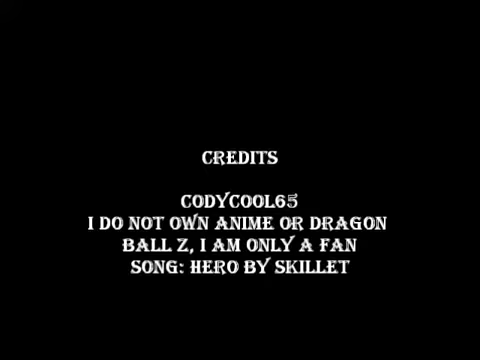 CREDITS
CODYCOOL65
I DO NOT OWN ANIME OR DRAGON
BALL Z, I AM ONLY A FAN
SONG: HERO BY SKILLET